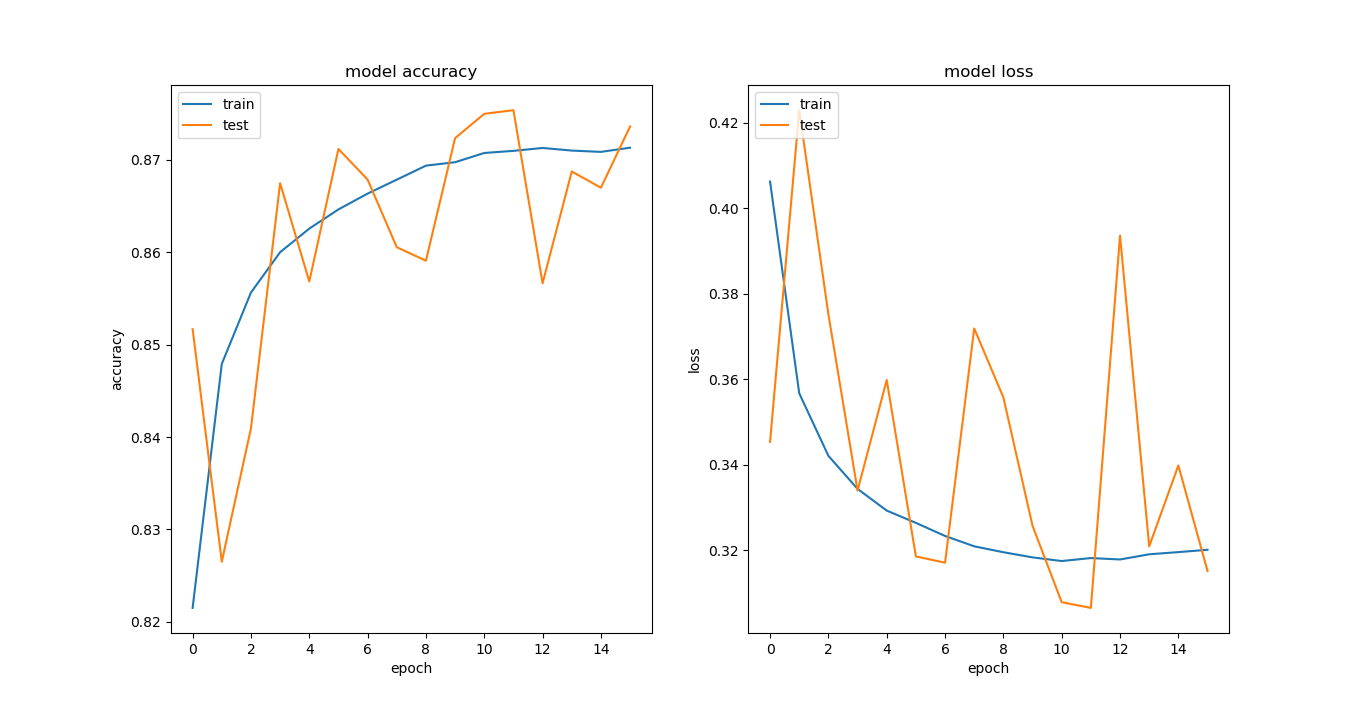 model accuracy
train
test
0.87
0.86
0.85
0.84
0.83
0.82
accuracy
0 2 4 6 8 10 12 14
epoch
model loss
train
test
0.42
0.40
0.38
0.36
0.34
0.32
loss
0 2 4 6 8 10 12 14
epoch